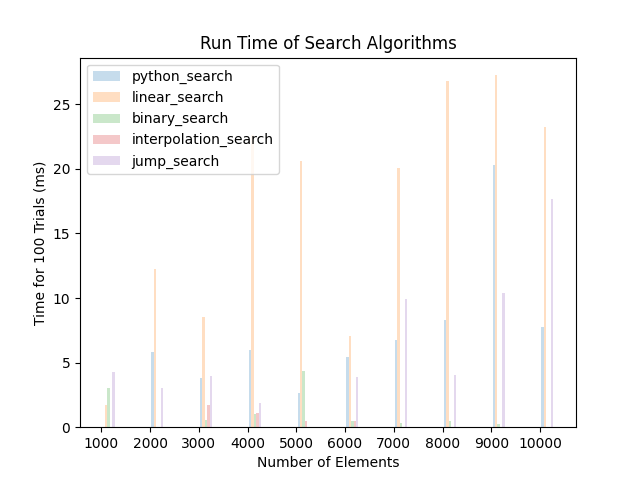 Run Time of Search Algorithms
python_search
linear_search
binary_search
interpolation_search
jump_search
Time for 100 Trials (ms)
25
20
15
10
5
0
1000 2000 3000 4000 5000 6000 7000 8000 9000 10000
Number of Elements